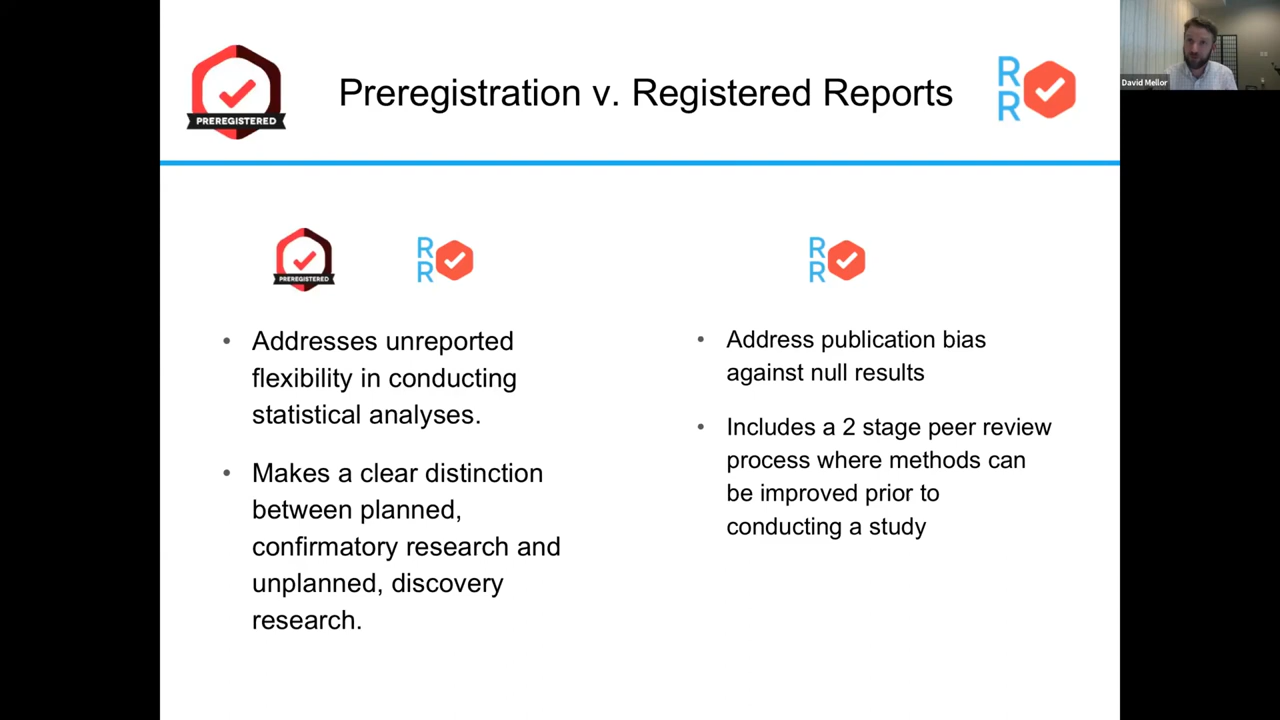 PREREGISTERED
Preregistration v. Registered Reports
R
R
David Mellor
PREREGISTERED
R
R
R
R
• Addresses unreported
flexibility in conducting
statistical analyses.
• Makes a clear distinction
between planned,
confirmatory research and
unplanned, discovery
research.
• Address publication bias
against null results
• Includes a 2 stage peer review
process where methods can
be improved prior to
conducting a study